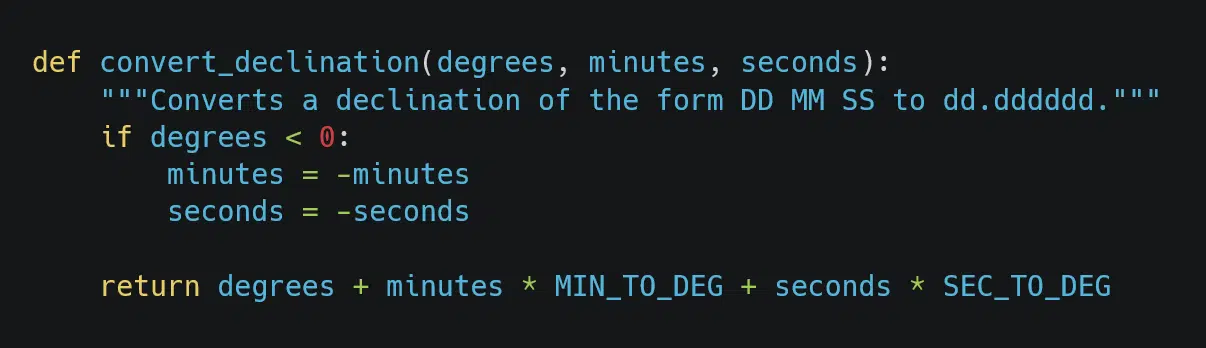 def convert_declination(degrees, minutes, seconds):
    """Converts a declination of the form DD MM SS to dd.dddddd."""
    if degrees < 0:
        minutes = -minutes
        seconds = -seconds

    return degrees + minutes * MIN_TO_DEG + seconds * SEC_TO_DEG